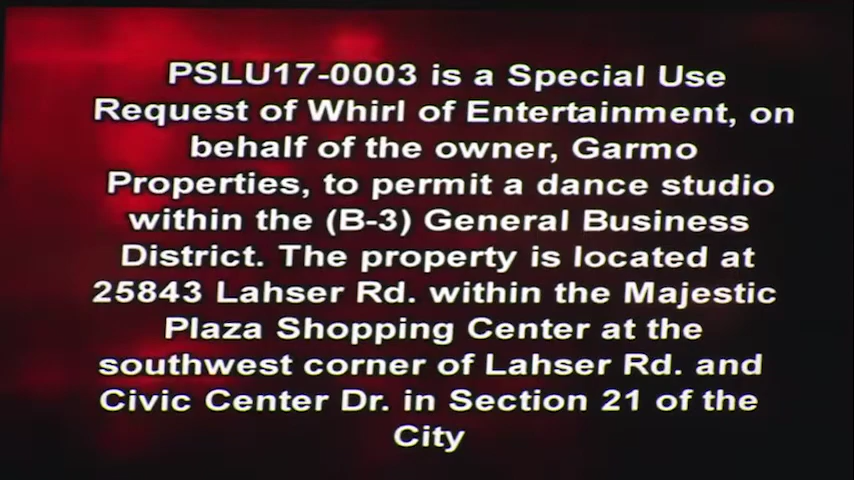 PSLU17-0003 is a Special Use
Request of Whirl of Entertainment, on
behalf of the owner, Garmo
Properties, to permit a dance studio
within the (B-3) General Business
District. The property is located at
25843 Lahser Rd. within the Majestic
Plaza Shopping Center at the
southwest corner of Lahser Rd. and
Civic Center Dr. in Section 21 of the
City